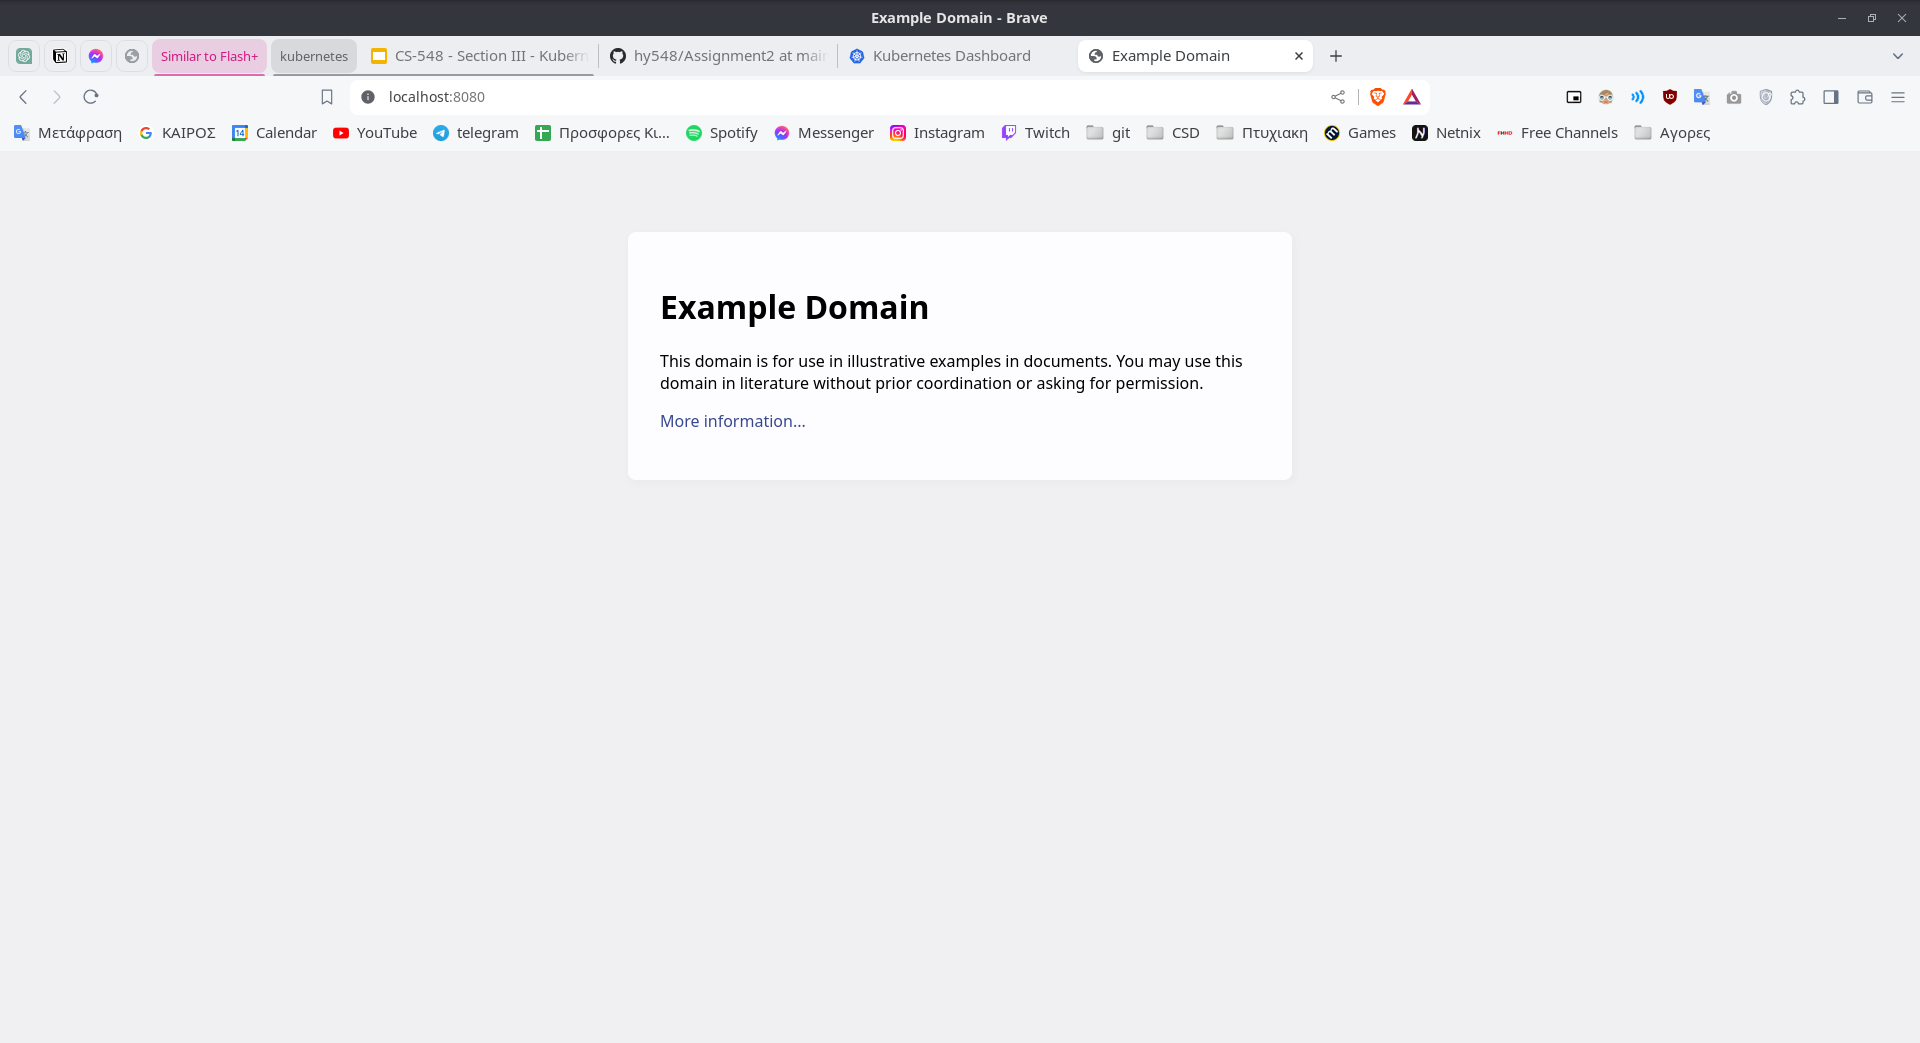 Example Domain - Brave
Similar to Flash+
kubernetes
CS-548 - Section III - Kubern
hy548/Assignment2 at main
Kubernetes Dashboard
Example Domain
localhost:8080
Μετάφραση
ΚΑΙΡΟΣ
Calendar
YouTube
telegram
Προσφορες Κι...
Spotify
Messenger
Instagram
Twitch
git
CSD
Πτυχιακη
Games
Netnix
Free Channels
Αγορες
Example Domain
This domain is for use in illustrative examples in documents. You may use this
domain in literature without prior coordination or asking for permission.
More information...